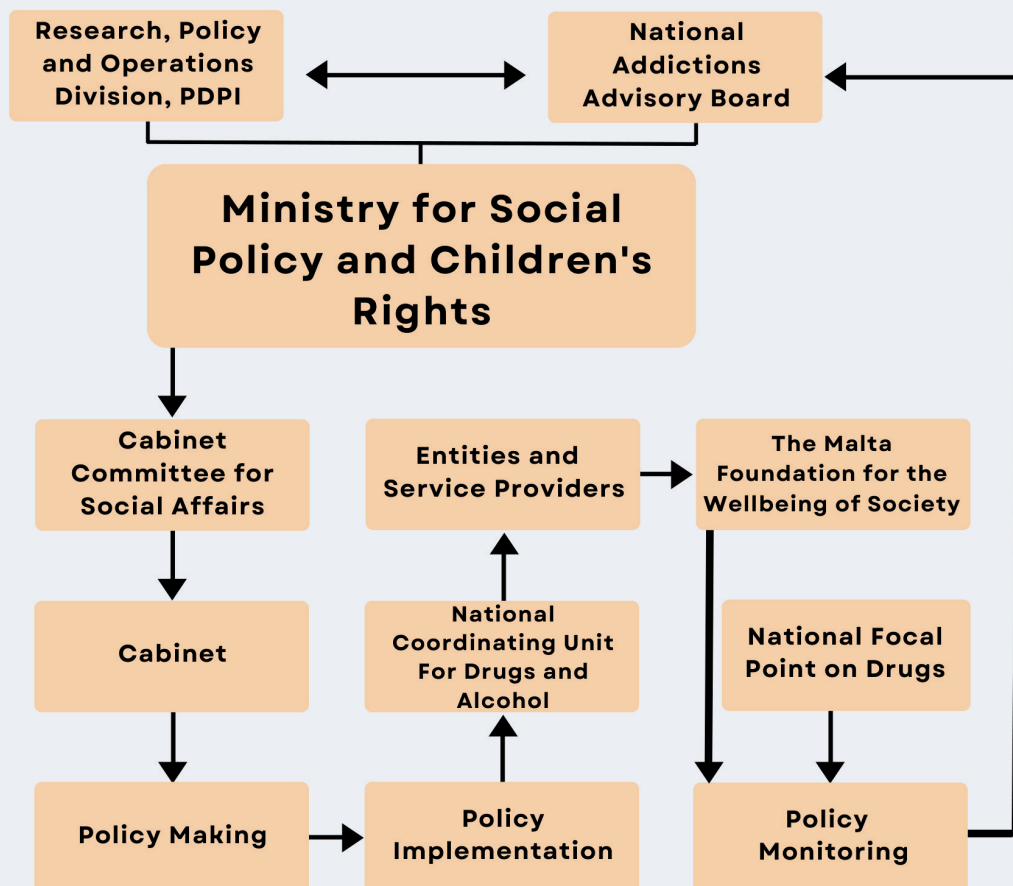 Research, Policy
and Operations
Division, PDPI
National
Addictions
Advisory Board
Ministry for Social
Policy and Children's
Rights
Cabinet
Committee for
Social Affairs
Entities and
Service Providers
The Malta
Foundation for the
Wellbeing of Society
Cabinet
National
Coordinating Unit
For Drugs and
Alcohol
National Focal
Point on Drugs
Policy Making
Policy
Implementation
Policy
Monitoring